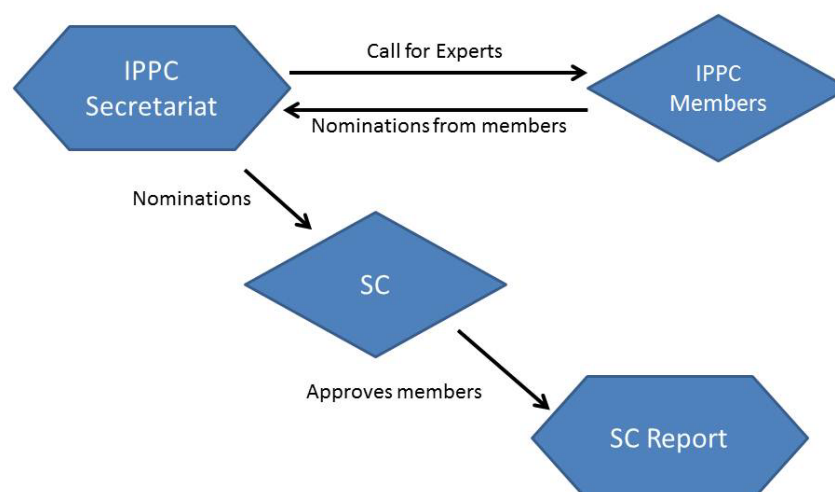 IPPC
Secretariat
Call for Experts
IPPC
Members
Nominations from members
Nominations
SC
Approves members
SC Report